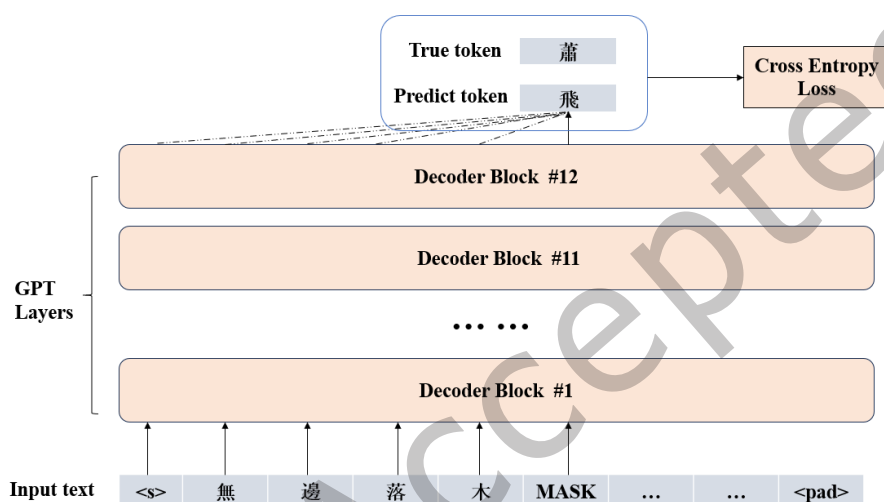 True token 蕭
Predict token 飛
Cross Entropy
Loss
Decoder Block #12
Decoder Block #11
GPT
Layers
... ...
Decoder Block #1
Input text <s> 無 邊 落 木 MASK ... ... <pad>
Accepted